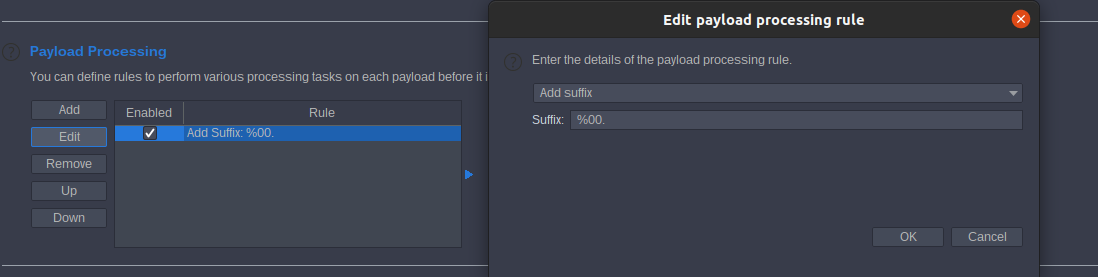 Payload Processing
You can define rules to perform various processing tasks on each payload before it i
Add
Edit
Remove
Up
Down
Enabled Rule
Add Suffix: %00.
Edit payload processing rule
Enter the details of the payload processing rule.
Add suffix
Suffix: %00.
OK Cancel